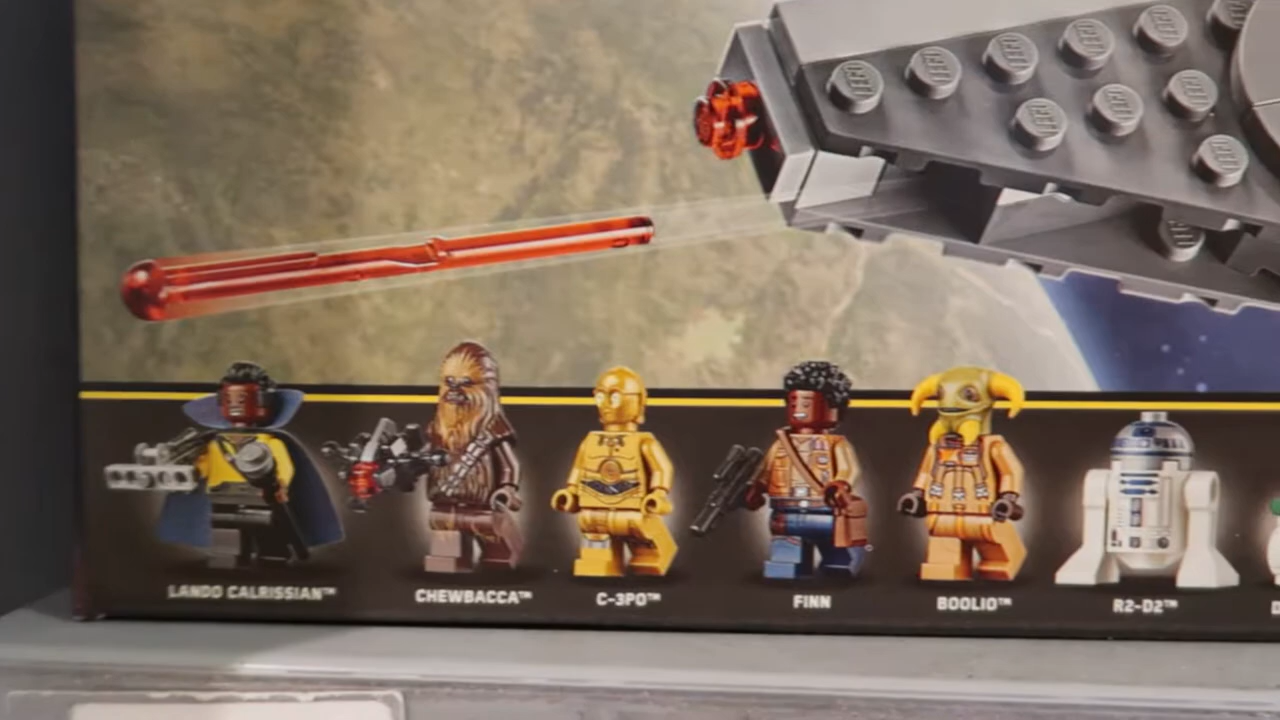 LANDO CALRISSIAN™
CHEWBACCA™
C-3PO™
FINN
BOOLIO™
R2-D2™
D